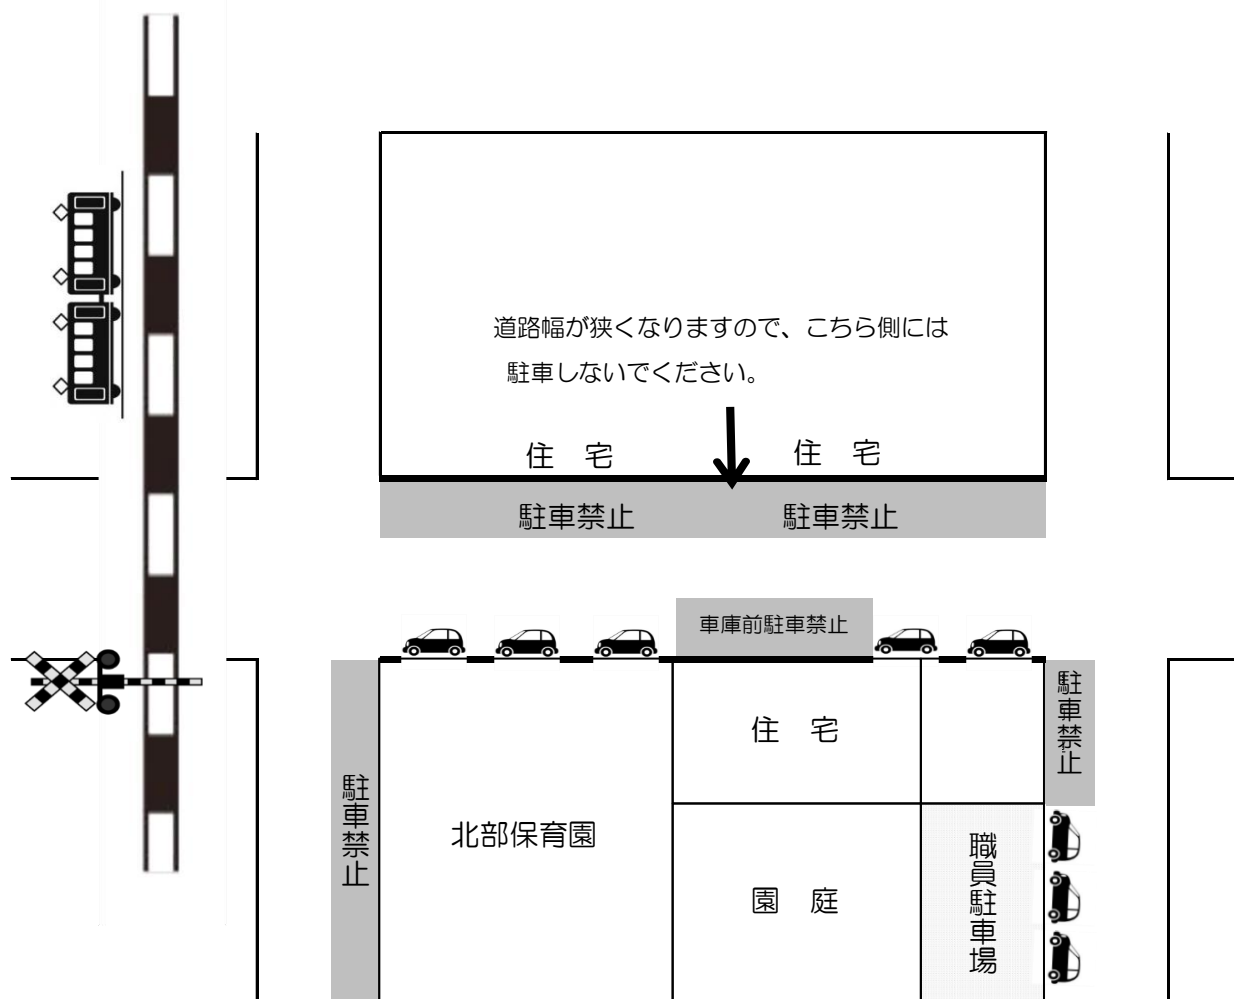 道路幅が狭くなりますので、こちら側には
駐車しないでください。
住　宅
住　宅
駐車禁止
駐車禁止
車庫前駐車禁止
駐車禁止
住　宅
駐車禁止
北部保育園
園　庭
職員駐車場